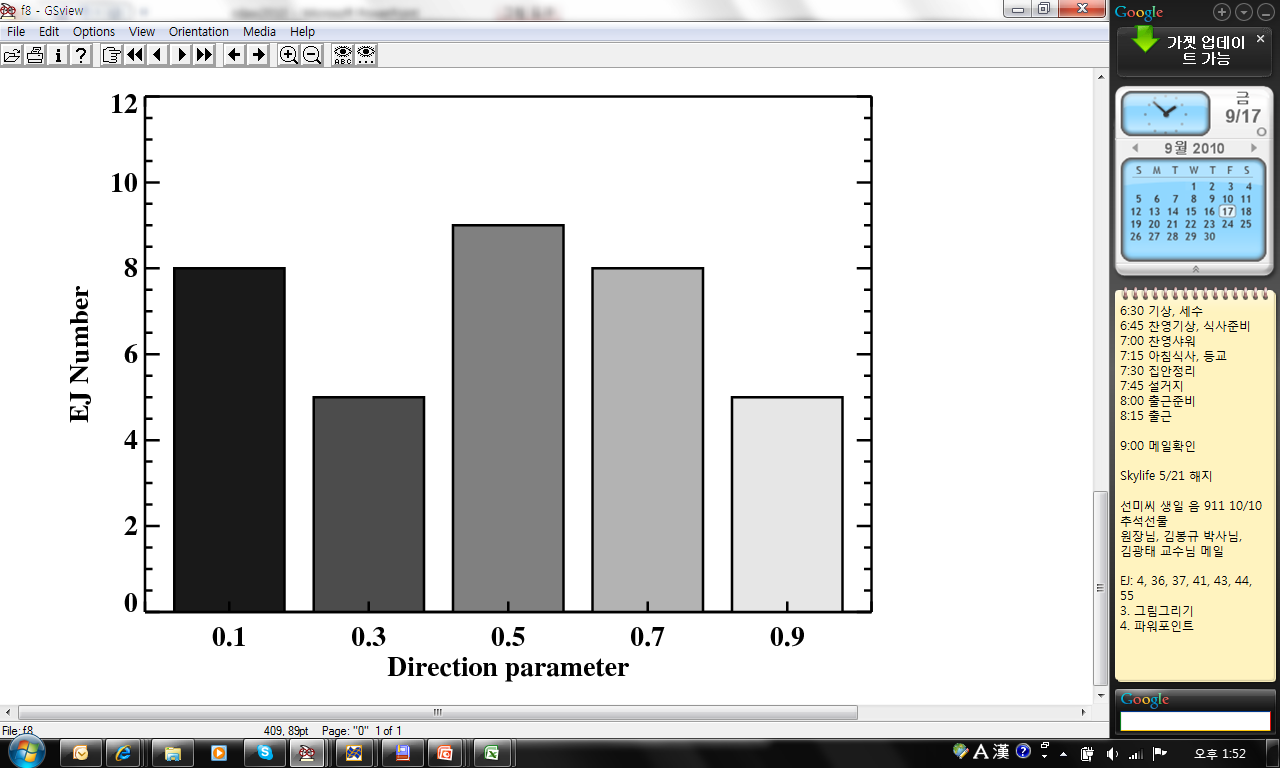 f8 - GSview
File Edit Options View Orientation Media Help
12
10
8
6
4
2
0
EJ Number
0.1 0.3 0.5 0.7 0.9
Direction parameter
File: f8 409, 89pt Page: "0" 1 of 1
Google
가젯 업데이
트 가능
금
9/17
9월 2010
S M T W T F S
1 2 3 4
5 6 7 8 9 10 11
12 13 14 15 16 17 18
19 20 21 22 23 24 25
26 27 28 29 30
6:30 기상, 세수
6:45 찬영기상, 식사준비
7:00 찬영샤워
7:15 아침식사, 등교
7:30 집안정리
7:45 설거지
8:00 출근준비
8:15 출근
9:00 메일확인
Skylife 5/21 해지
선미씨 생일 음 911 10/10
추석선물
원장님, 김봉규 박사님,
김광태 교수님 메일
EJ: 4, 36, 37, 41, 43, 44,
55
3. 그림그리기
4. 파워포인트
Google
A 漢
오후 1:52